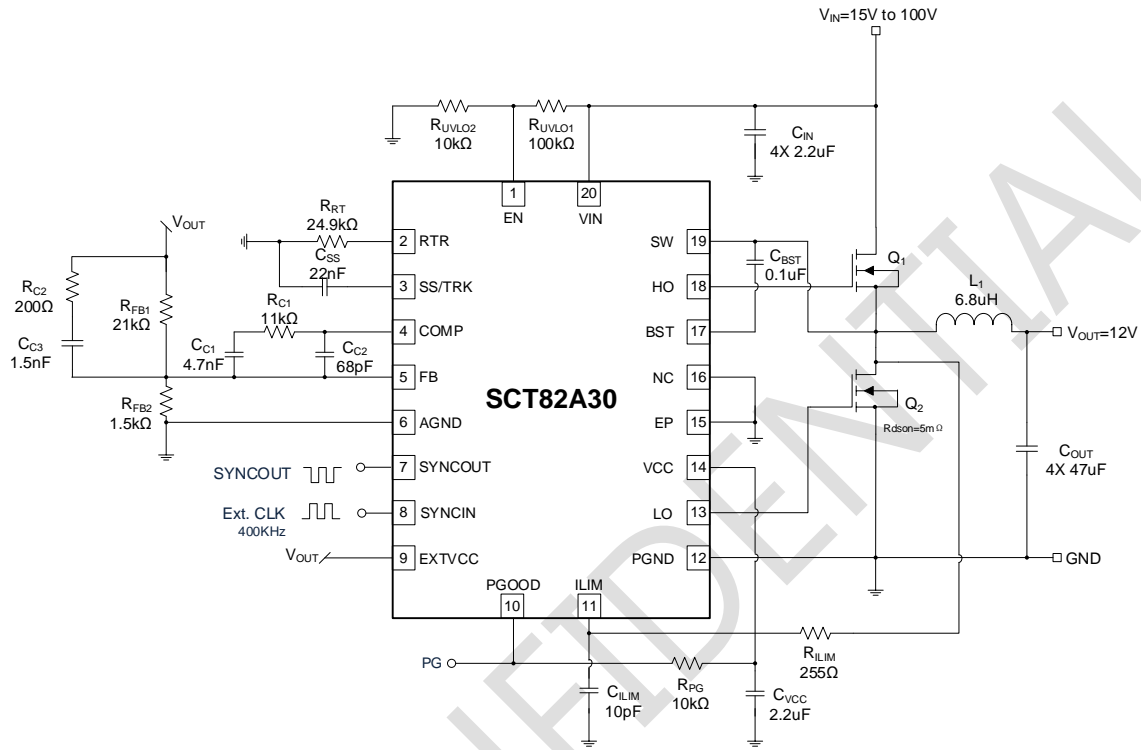 VIN=15V to 100V
RUVLO2
10kΩ
RUVLO1
100kΩ
CIN
4X 2.2uF
1
EN
20
VIN
RRT
24.9kΩ
2
RTR
CSS
22nF
3
SS/TRK
RC1
11kΩ
4
COMP
CC1
4.7nF
CC2
68pF
5
FB
6
AGND
VOUT
RC2
200Ω
RFB1
21kΩ
CC3
1.5nF
RFB2
1.5kΩ
SYNCOUT
7
SYNCOUT
Ext. CLK
400KHz
8
SYNCIN
VOUT
9
EXTVCC
SCT82A30
SW
19
HO
18
BST
17
NC
16
EP
15
VCC
14
LO
13
PGND
12
PGOOD
10
ILIM
11
CBST
0.1uF
Q1
L1
6.8uH
VOUT=12V
Q2
Rdson=5mΩ
COUT
4X 47uF
GND
PG
RILIM
255Ω
CILIM
10pF
RPG
10kΩ
CVCC
2.2uF
FIDENTIAL